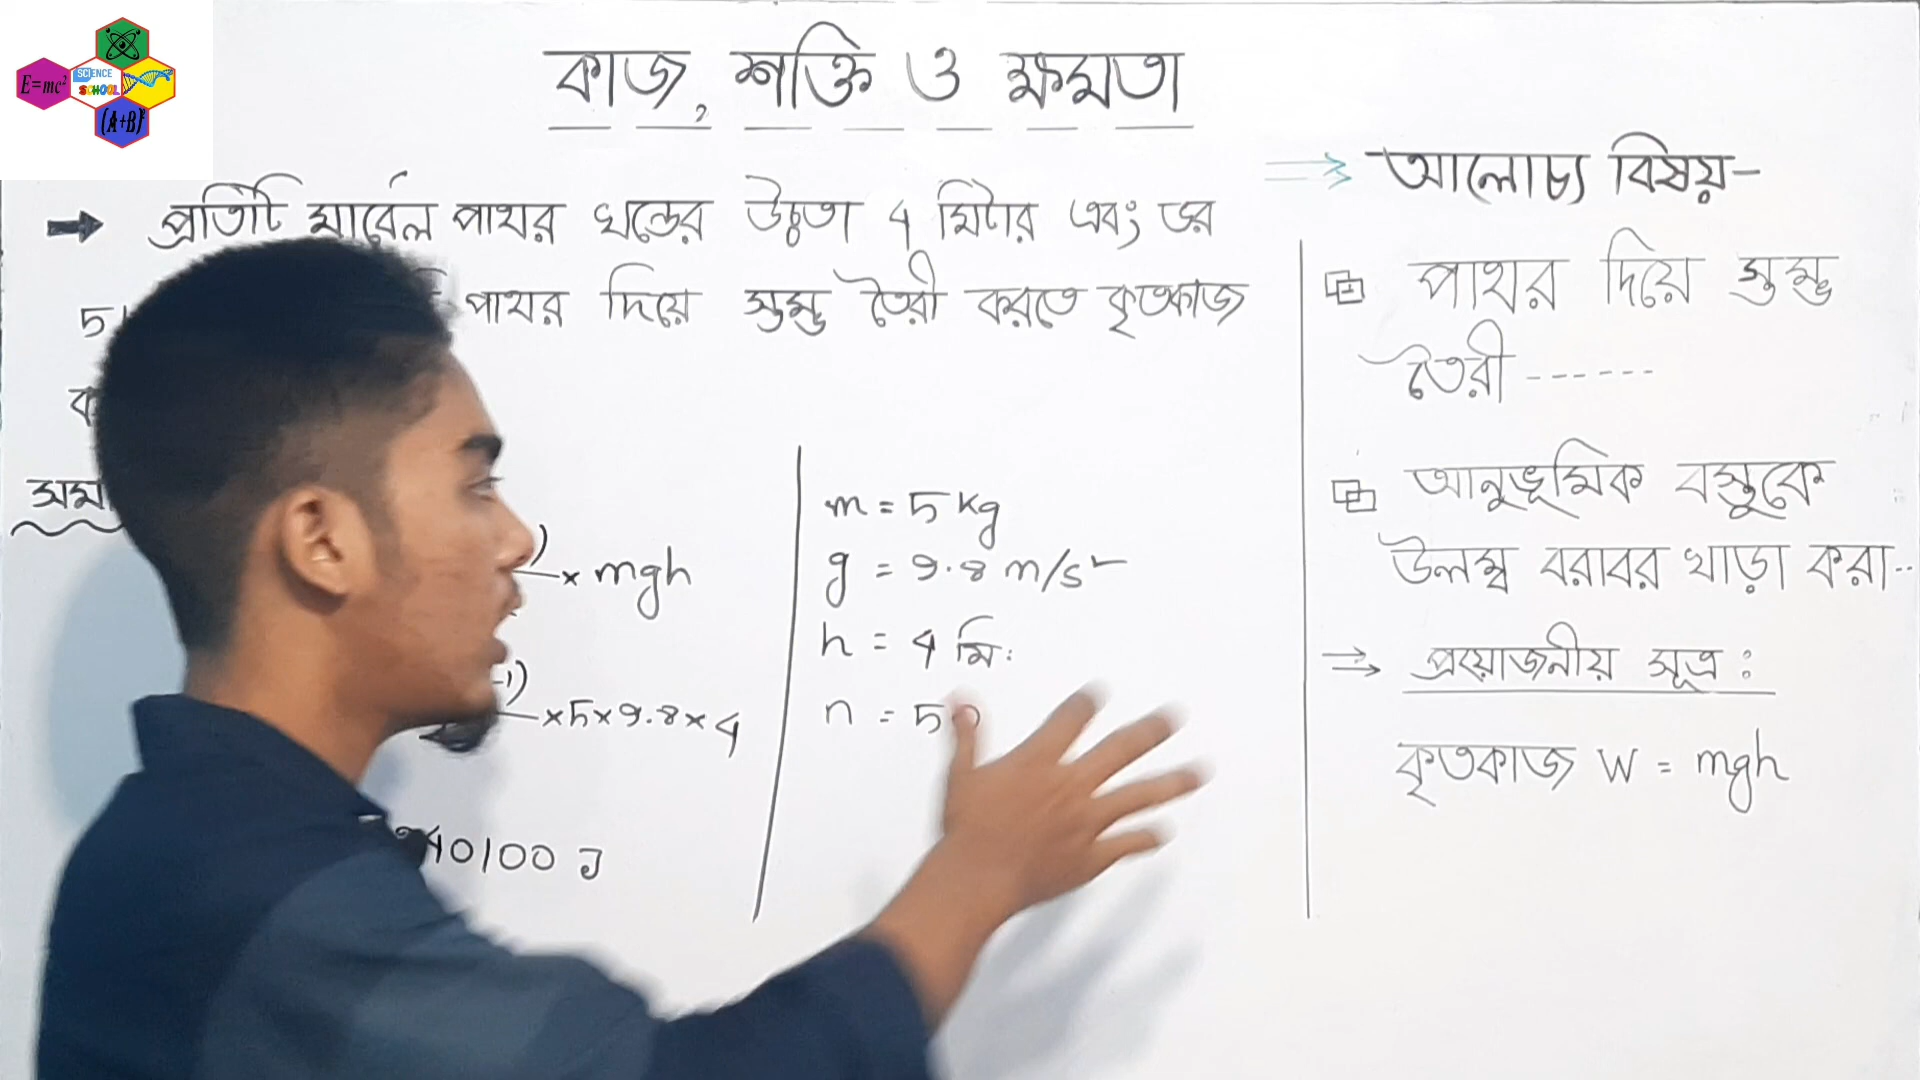 E=mc²
SCIENCE
SCHOOL
(A+B)²
কাজ, শক্তি ও ক্ষমতা
প্রতিটি মার্বেল পাথর খন্ডের উচ্চতা 4 মিটার এবং ভর
5 পাথর দিয়ে স্তম্ভ তৈরী করতে কৃতকাজ
× mgh
-1)
×5×9.8×4
40100 J
m = 5 kg
g = 9.8 m/s²
h = 4 মি:
n = 50
⇒ আলোচ্য বিষয়-
পাথর দিয়ে স্তম্ভ
তৈরী ------
আনুভূমিক বস্তুকে
উলম্ব বরাবর খাড়া করা--
⇒ প্রয়োজনীয় সূত্র :
কৃতকাজ W = mgh